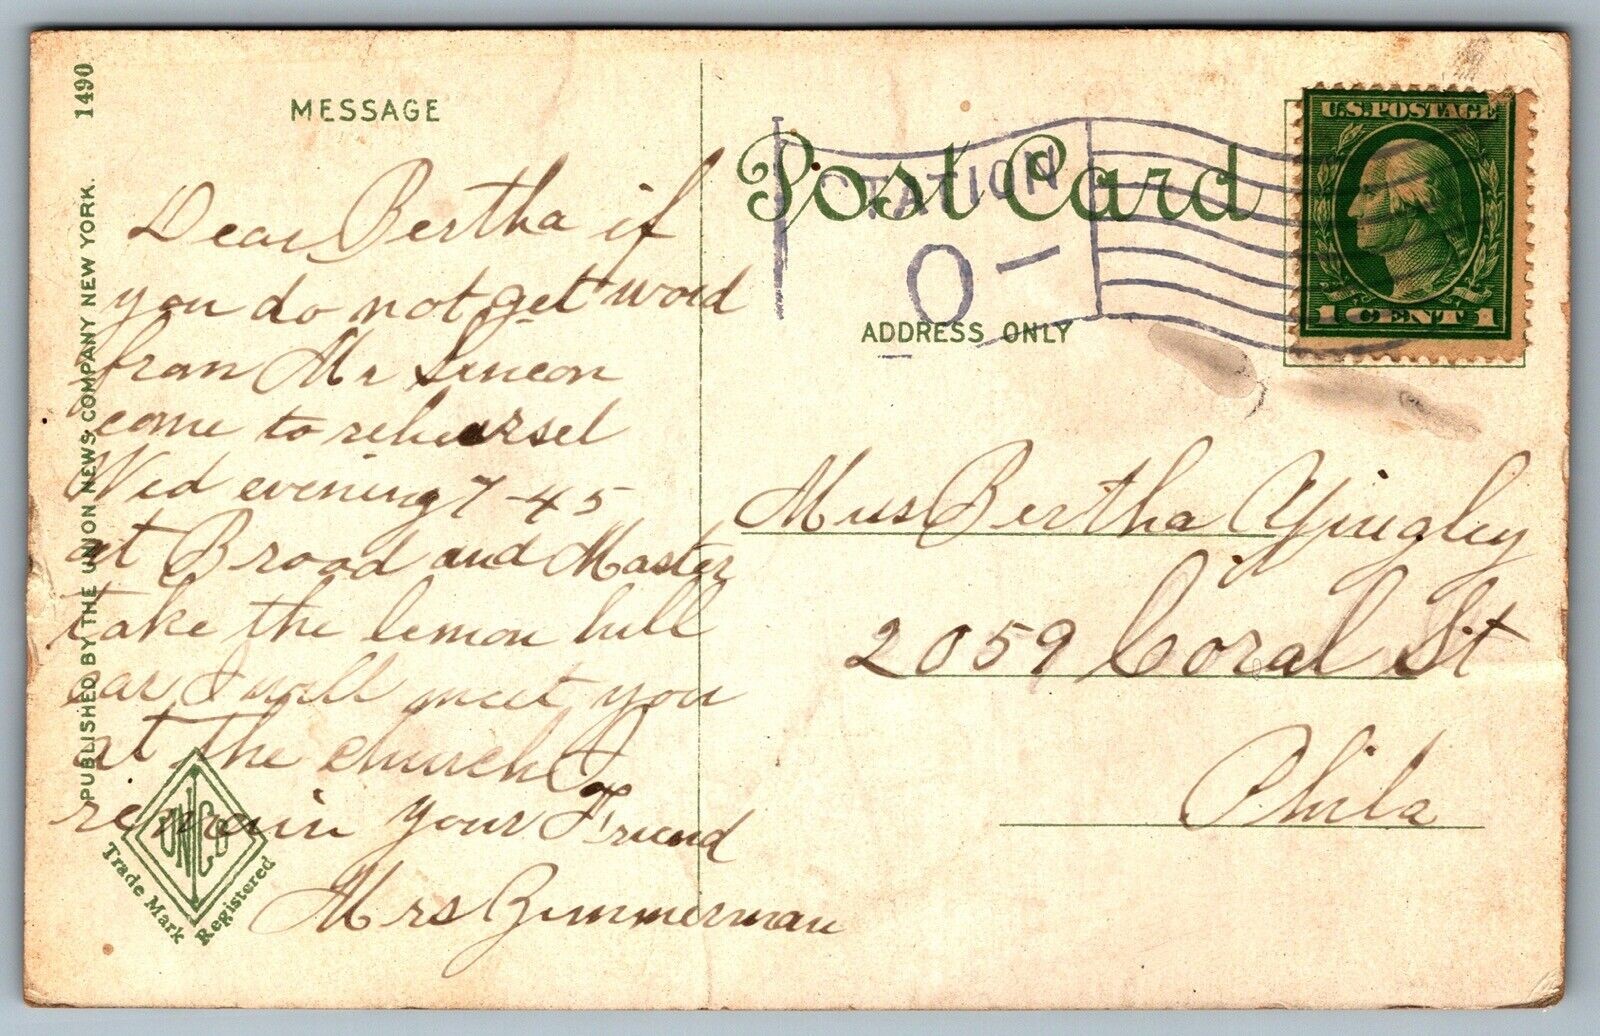 1490
PUBLISHED BY THE UNION NEWS COMPANY NEW YORK.
MESSAGE
Dear Bertha if
you do not get word
from Mr Simeon
come to rehearsel
Wed evening 7-45
at Broad and Master
take the lemon hill
car I will meet you
at the church I
remain your Friend
Mrs Zimmerman
UNCO
Trade Mark Registered
Post Card
STATION
O-
ADDRESS ONLY
U.S. POSTAGE
1 CENT 1
Miss Bertha Yingley
2059 Coral St
Phila